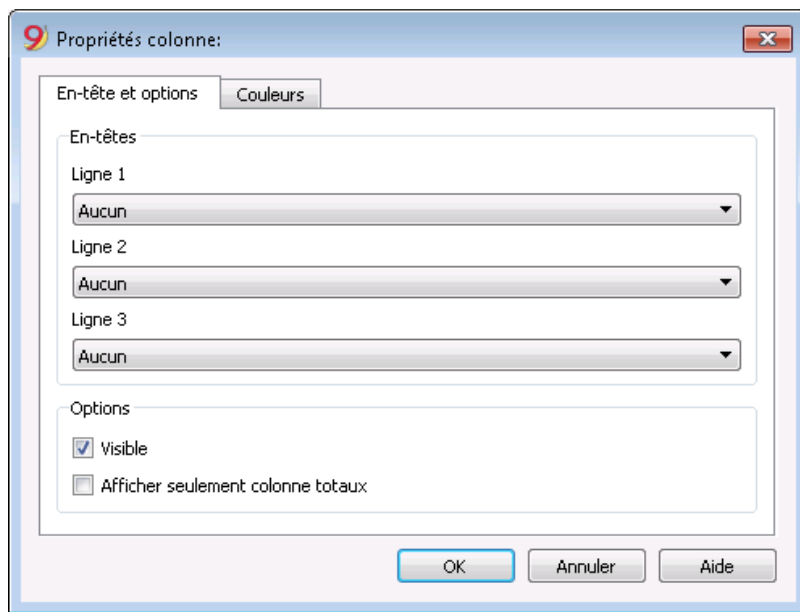 9 Propriétés colonne:
En-tête et options Couleurs
En-têtes
Ligne 1
Aucun
Ligne 2
Aucun
Ligne 3
Aucun
Options
Visible
Afficher seulement colonne totaux
OK Annuler Aide